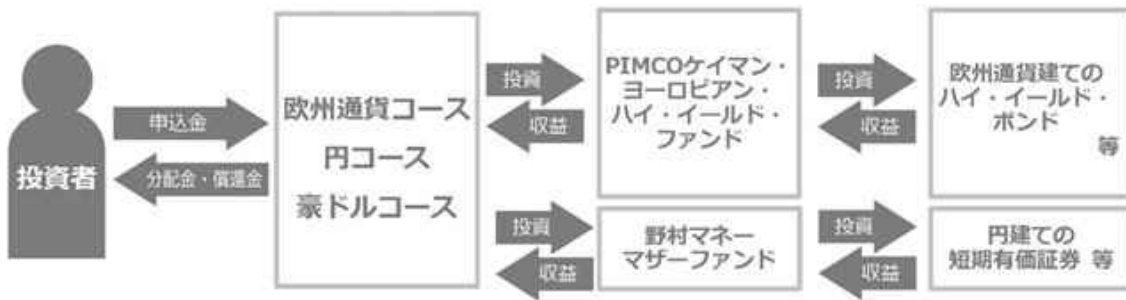 投資者
申込金
分配金・償還金
欧州通貨コース
円コース
豪ドルコース
投資
収益
PIMCOケイマン・
ヨーロピアン・
ハイ・イールド・
ファンド
投資
収益
欧州通貨建ての
ハイ・イールド・
ボンド
等
投資
収益
野村マネー
マザーファンド
投資
収益
円建ての
短期有価証券 等